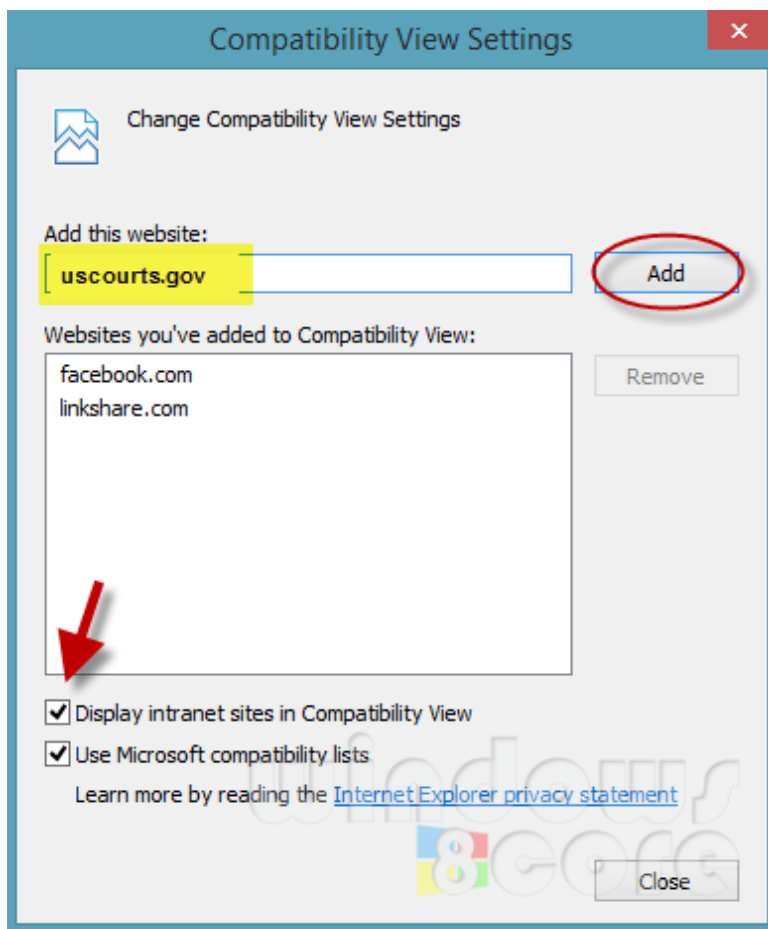 Compatibility View Settings
Change Compatibility View Settings
Add this website:
uscourts.gov
Add
Websites you've added to Compatibility View:
facebook.com
linkshare.com
Remove
Display intranet sites in Compatibility View
Use Microsoft compatibility lists
Learn more by reading the Internet Explorer privacy statement
windows
8core
Close